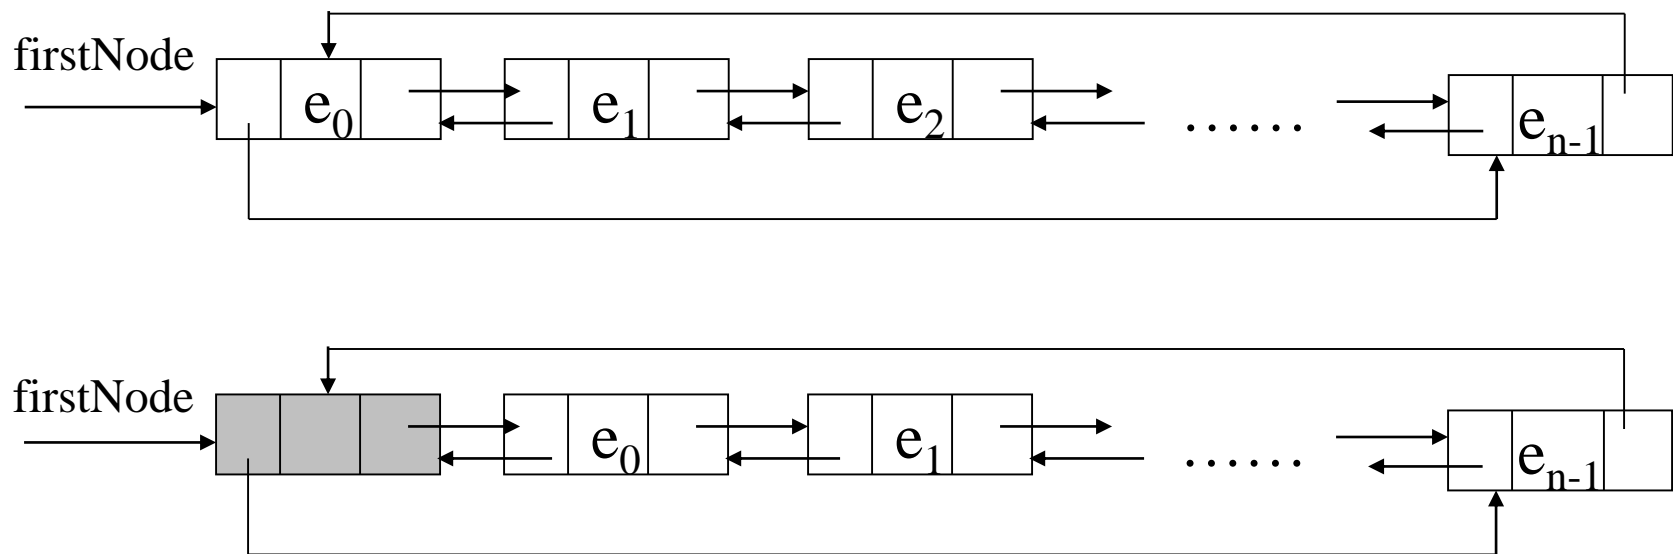 firstNode
e₀ e₁ e₂ ...... eₙ₋₁
firstNode
e₀ e₁ ...... eₙ₋₁